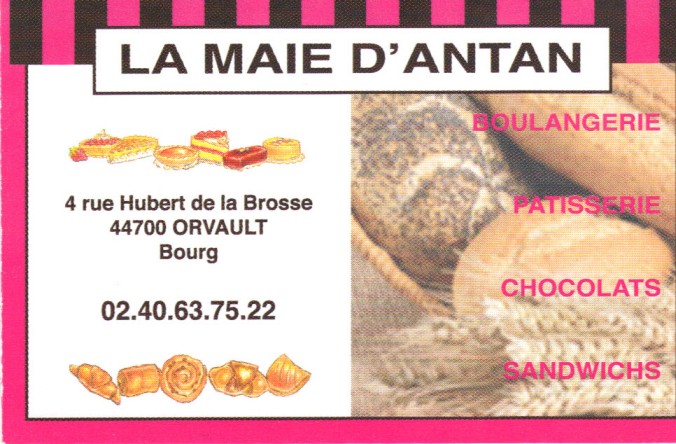 LA MAIE D'ANTAN
4 rue Hubert de la Brosse
44700 ORVAULT
Bourg
02.40.63.75.22
BOULANGERIE
PATISSERIE
CHOCOLATS
SANDWICHS